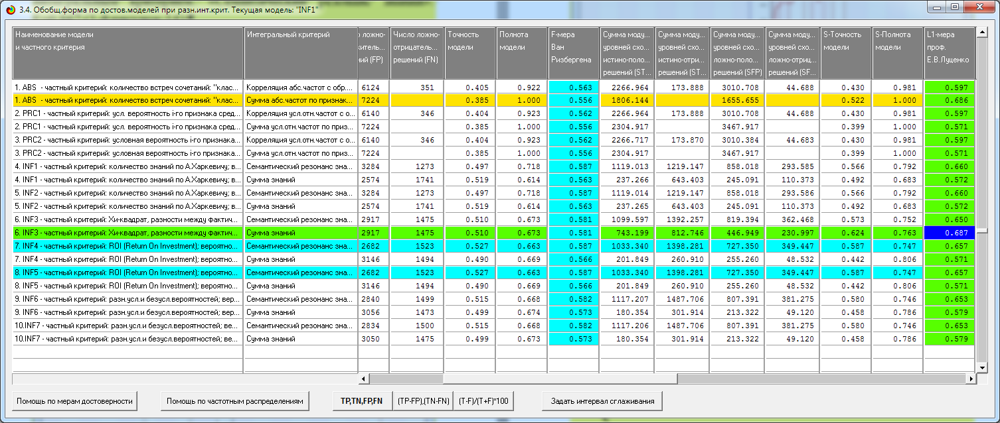 3.4. Обобщ.форма по достов.моделей при разн.инт.крит. Текущая модель: "INF1"
Наименование модели и частного критерия | Интегральный критерий | ложно- житель... ий (FP) | Число ложно- отрицатель... решений (FN) | Точность модели | Полнота модели | F-мера Ван Ризбергена | Сумма моду... уровней схо... истино-поло... решений (ST... | Сумма моду... уровней схо... истино-отри... решений (ST... | Сумма моду... уровней схо... ложно-поло... решений (SFP) | Сумма моду... уровней схо... ложно-отриц... решений (SF... | S-Точность модели | S-Полнота модели | L1-мера проф. Е.В.Луценко
1. ABS - частный критерий: количество встреч сочетаний: "клас... Корреляция абс.частот с обр... 6124 351 0.405 0.922 0.563 2266.964 173.888 3010.708 44.688 0.430 0.981 0.597
1. ABS - частный критерий: количество встреч сочетаний: "клас... Сумма абс.частот по признак... 7224 0.385 1.000 0.556 1806.144 1655.655 0.522 1.000 0.686
2. PRC1 - частный критерий: усл. вероятность i-го признака сред... Корреляция усл.отн.частот с о... 6140 346 0.404 0.923 0.562 2266.964 173.888 3010.708 44.688 0.430 0.981 0.597
2. PRC1 - частный критерий: усл. вероятность i-го признака сред... Сумма усл.отн.частот по приз... 7224 0.385 1.000 0.556 2304.917 3467.917 0.399 1.000 0.571
3. PRC2 - частный критерий: условная вероятность i-го признака... Корреляция усл.отн.частот с о... 6140 346 0.404 0.923 0.562 2266.717 173.870 3010.384 44.683 0.430 0.981 0.597
3. PRC2 - частный критерий: условная вероятность i-го признака... Сумма усл.отн.частот по приз... 7224 0.385 1.000 0.556 2304.917 3467.917 0.399 1.000 0.571
4. INF1 - частный критерий: количество знаний по А.Харкевичу; в... Семантический резонанс зна... 3284 1273 0.497 0.718 0.587 1119.013 1219.147 858.018 293.585 0.566 0.792 0.660
4. INF1 - частный критерий: количество знаний по А.Харкевичу; в... Сумма знаний 2574 1741 0.519 0.614 0.563 237.266 643.403 245.091 110.373 0.492 0.683 0.572
5. INF2 - частный критерий: количество знаний по А.Харкевичу; в... Семантический резонанс зна... 3284 1273 0.497 0.718 0.587 1119.014 1219.147 858.018 293.586 0.566 0.792 0.660
5. INF2 - частный критерий: количество знаний по А.Харкевичу; в... Сумма знаний 2574 1741 0.519 0.614 0.563 237.265 643.403 245.091 110.373 0.492 0.683 0.572
6. INF3 - частный критерий: Хи-квадрат, разности между фактич... Семантический резонанс зна... 2917 1475 0.510 0.673 0.581 1099.597 1392.257 819.394 362.468 0.573 0.752 0.650
6. INF3 - частный критерий: Хи-квадрат, разности между фактич... Сумма знаний 2917 1475 0.510 0.673 0.581 743.199 812.746 446.949 230.997 0.624 0.763 0.687
7. INF4 - частный критерий: ROI (Return On Investment); вероятно... Семантический резонанс зна... 2682 1523 0.527 0.663 0.587 1033.340 1398.281 727.350 349.447 0.587 0.747 0.657
7. INF4 - частный критерий: ROI (Return On Investment); вероятно... Сумма знаний 3146 1494 0.490 0.669 0.566 201.849 260.910 255.260 48.532 0.442 0.806 0.571
8. INF5 - частный критерий: ROI (Return On Investment); вероятно... Семантический резонанс зна... 2682 1523 0.527 0.663 0.587 1033.340 1398.281 727.350 349.447 0.587 0.747 0.657
8. INF5 - частный критерий: ROI (Return On Investment); вероятно... Сумма знаний 3146 1494 0.490 0.669 0.566 201.849 260.910 255.260 48.532 0.442 0.806 0.571
9. INF6 - частный критерий: разн.усл.и безусл.вероятностей; вер... Семантический резонанс зна... 2840 1499 0.515 0.668 0.582 1117.207 1487.706 807.391 381.275 0.580 0.746 0.653
9. INF6 - частный критерий: разн.усл.и безусл.вероятностей; вер... Сумма знаний 3056 1473 0.499 0.674 0.573 180.354 301.914 213.322 49.120 0.458 0.786 0.579
10.INF7 - частный критерий: разн.усл.и безусл.вероятностей; ве... Семантический резонанс зна... 2834 1500 0.515 0.668 0.582 1117.206 1487.706 807.391 381.275 0.580 0.746 0.653
10.INF7 - частный критерий: разн.усл.и безусл.вероятностей; ве... Сумма знаний 3050 1475 0.499 0.673 0.573 180.354 301.914 213.322 49.120 0.458 0.786 0.579
Помощь по мерам достоверности Помощь по частотным распределениям TP,TN,FP,FN (TP-FP),(TN-FN) (T-F)/(T+F)*100 Задать интервал сглаживания